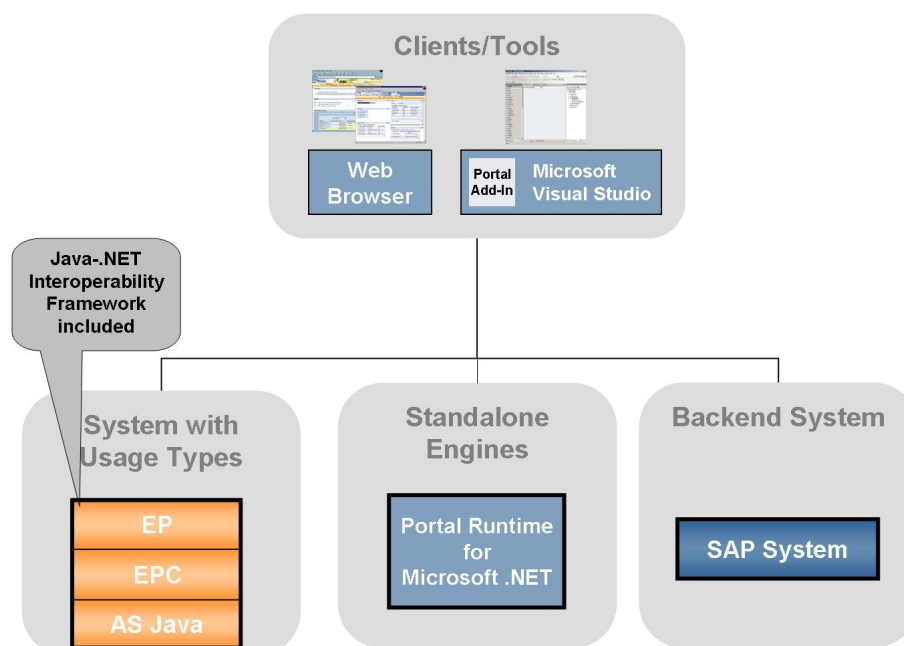 Clients/Tools
Web
Browser
Portal
Add-In
Microsoft
Visual Studio
Java-.NET
Interoperability
Framework
included
System with
Usage Types
EP
EPC
AS Java
Standalone
Engines
Portal Runtime
for
Microsoft .NET
Backend System
SAP System